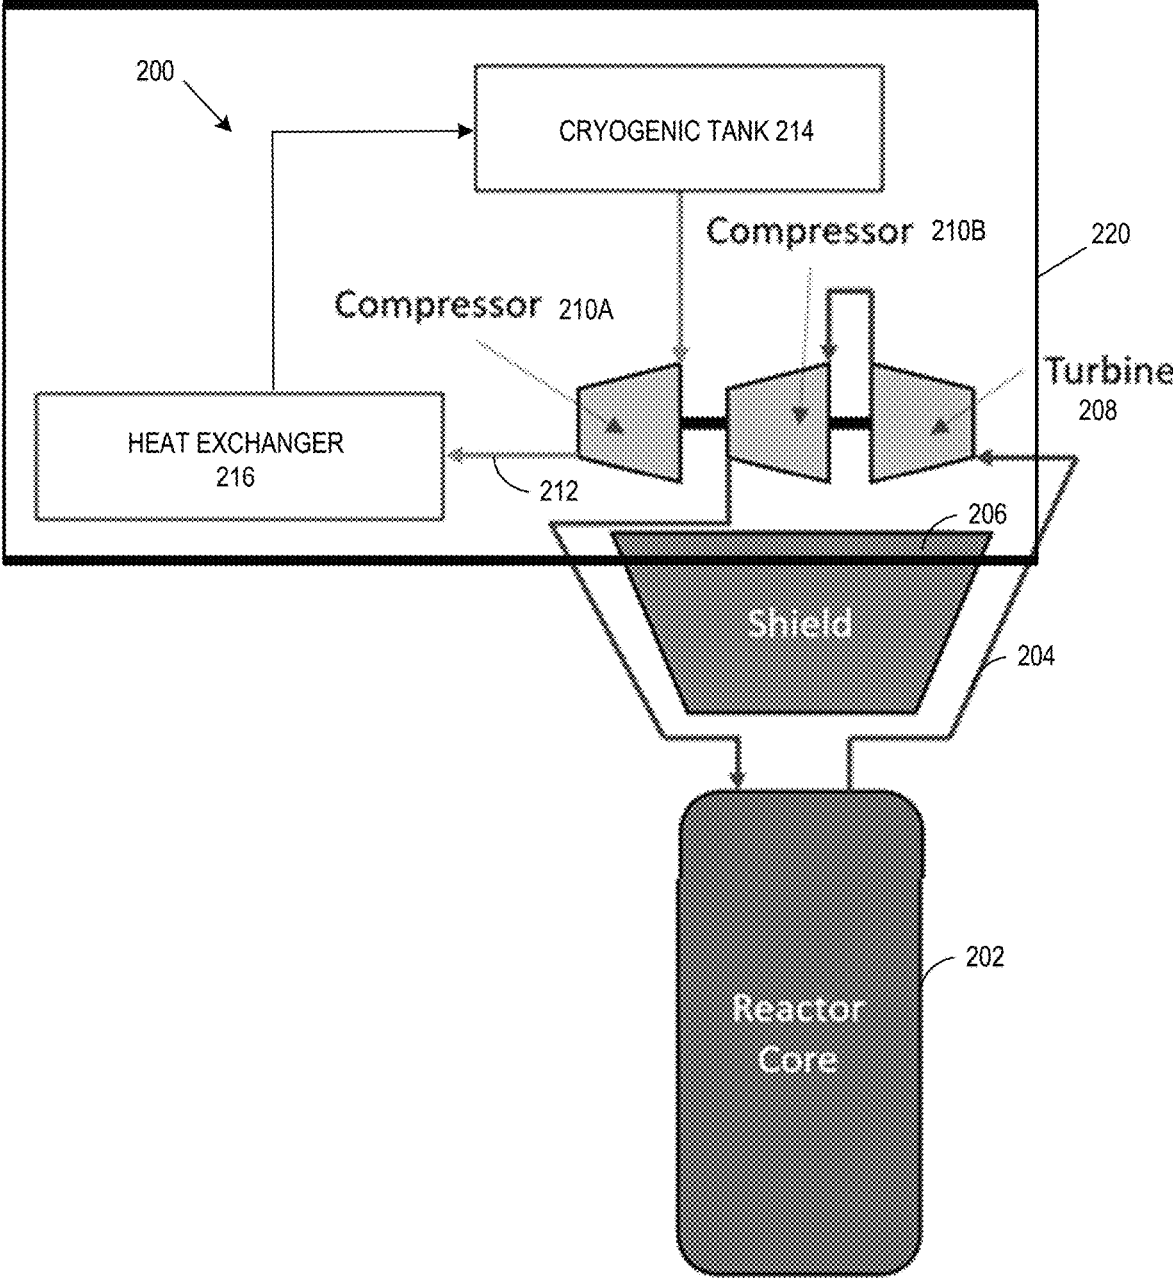 200
CRYOGENIC TANK 214
Compressor 210B
220
Compressor 210A
Turbine
208
HEAT EXCHANGER
216
212
206
Shield
204
202
Reactor
Core